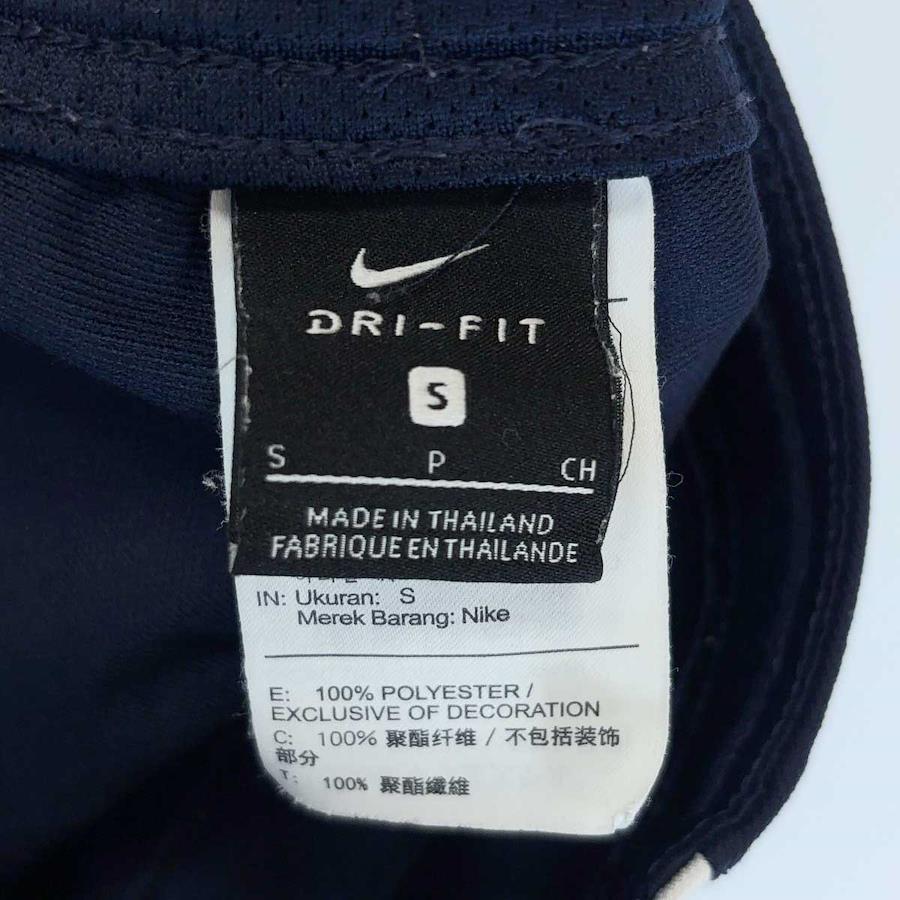 DRI-FIT
S
S P CH
MADE IN THAILAND
FABRIQUE EN THAILANDE
IN: Ukuran: S
Merek Barang: Nike
E: 100% POLYESTER /
EXCLUSIVE OF DECORATION
C: 100% 聚酯纤维 / 不包括装饰
部分
T: 100% 聚酯纖維